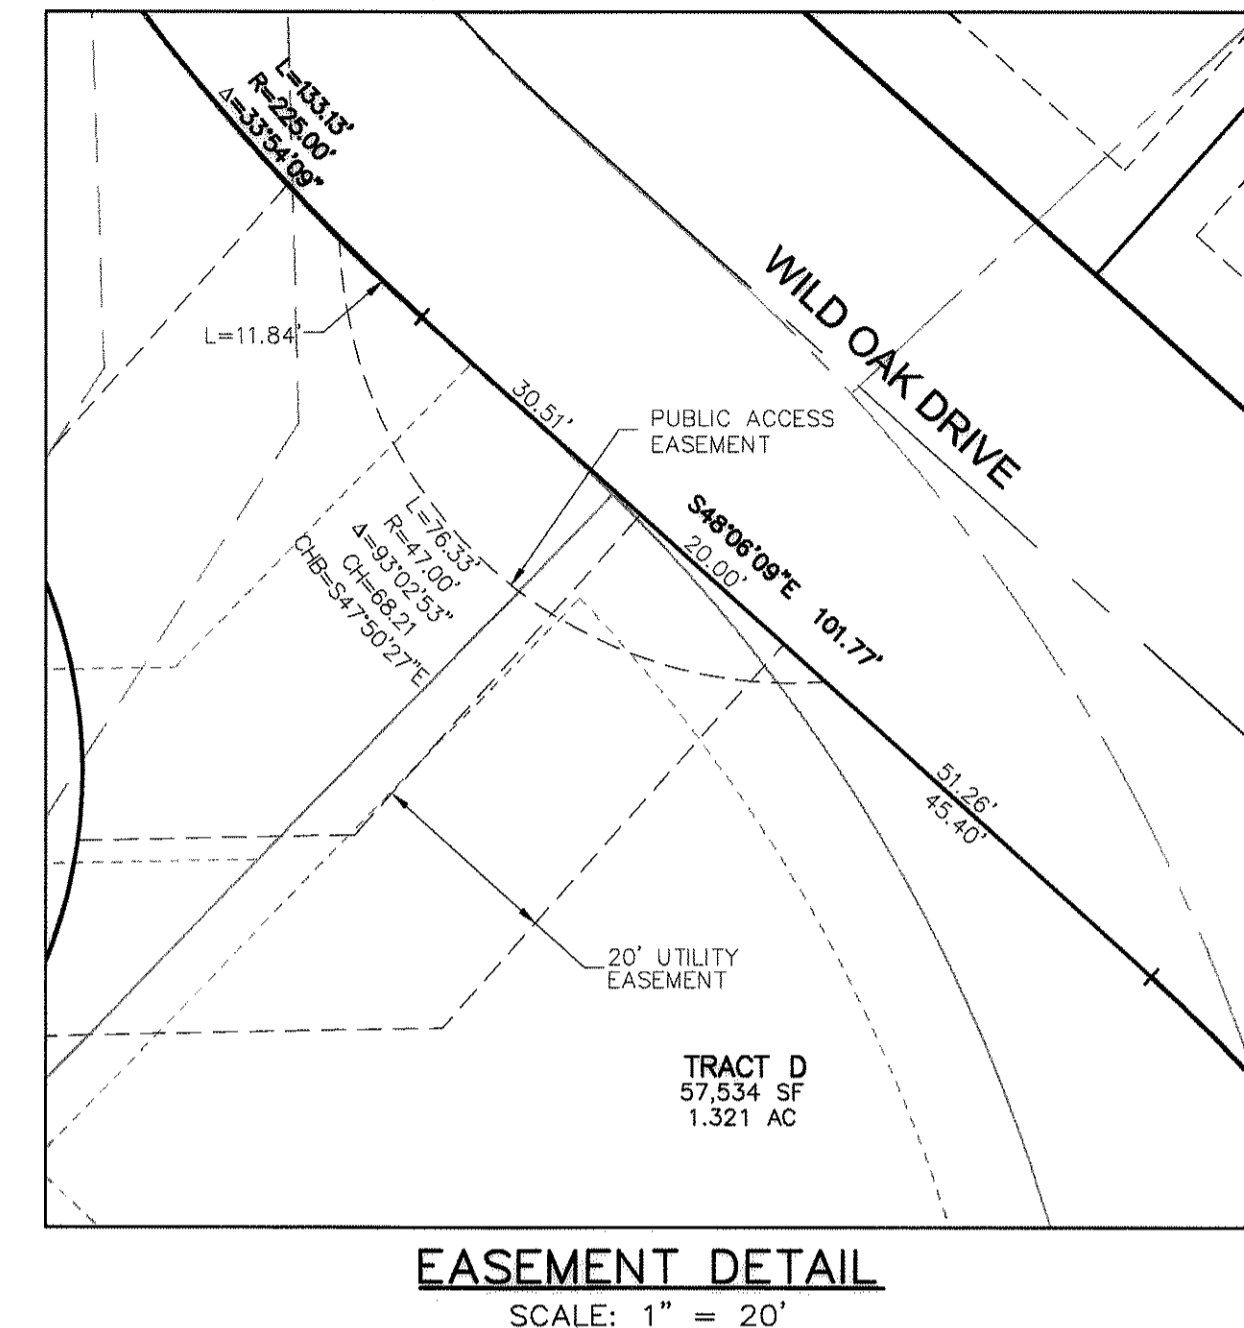 L=133.13'
R=225.00'
Δ=33°54'09"
L=11.84'
30.51'
PUBLIC ACCESS
EASEMENT
WILD OAK DRIVE
L=76.33'
R=47.00'
Δ=93°02'53"
CH=68.21
CHB=S47°50'27"E
S48°06'09"E 101.77'
20.00'
51.26'
45.40'
20' UTILITY
EASEMENT
TRACT D
57,534 SF
1.321 AC
EASEMENT DETAIL
SCALE: 1" = 20'